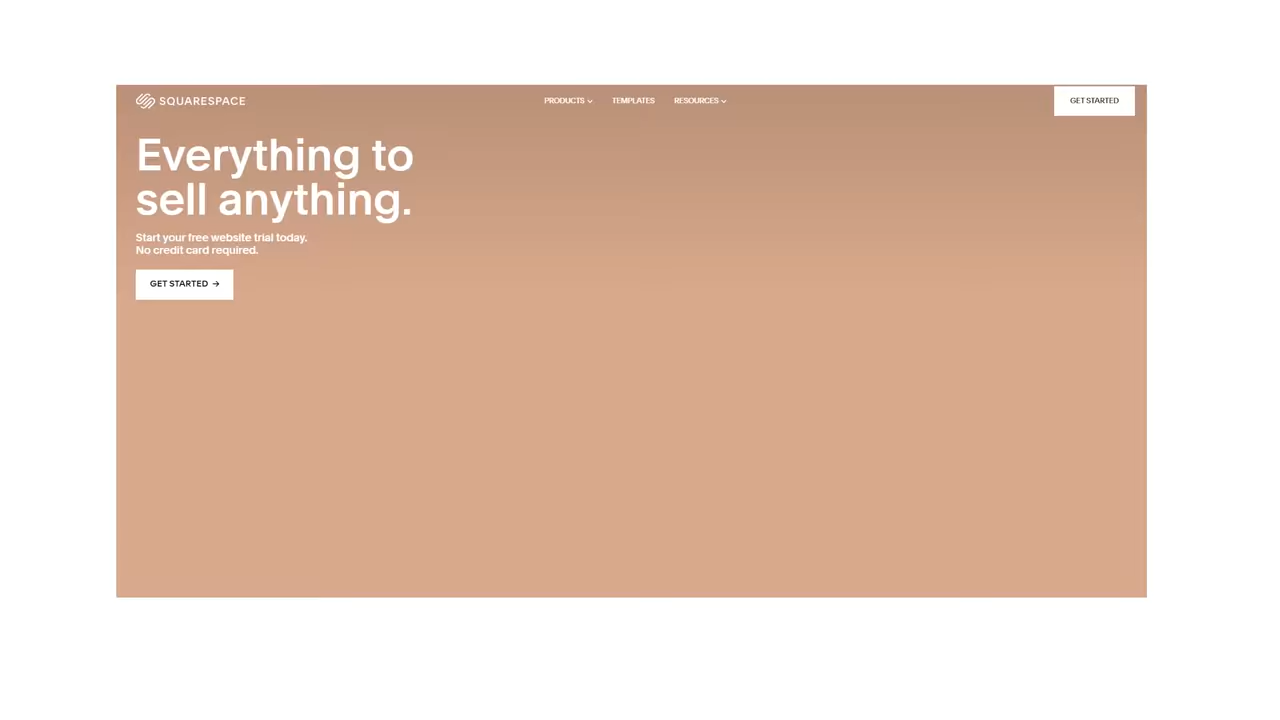 SQUARESPACE
PRODUCTS
TEMPLATES
RESOURCES
GET STARTED
Everything to
sell anything.
Start your free website trial today.
No credit card required.
GET STARTED →